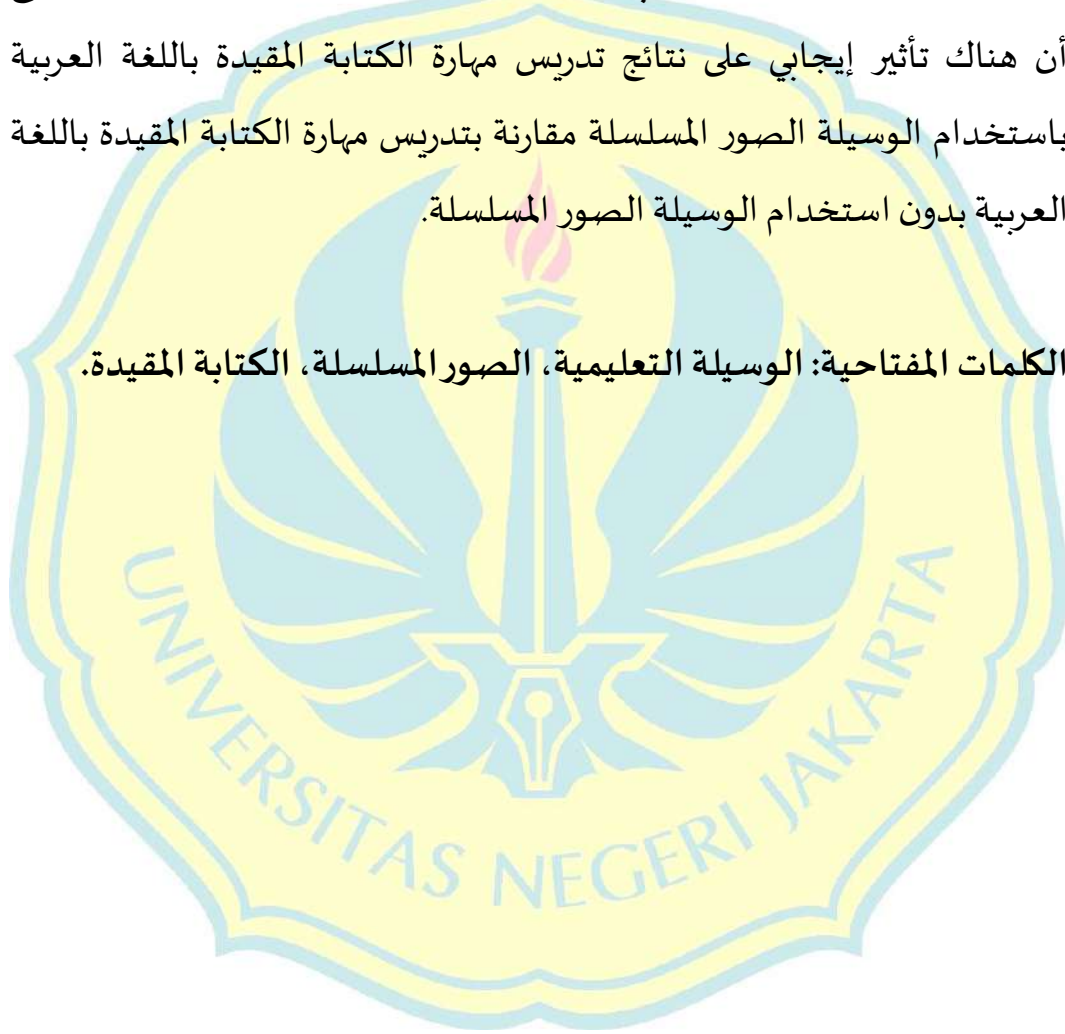 أن هناك تأثير إيجابي على نتائج تدريس مهارة الكتابة المقيدة باللغة العربية
باستخدام الوسيلة الصور المسلسلة مقارنة بتدريس مهارة الكتابة المقيدة باللغة
العربية بدون استخدام الوسيلة الصور المسلسلة.
الكلمات المفتاحية: الوسيلة التعليمية، الصور المسلسلة، الكتابة المقيدة.
UNIVERSITAS NEGERI JAKARTA